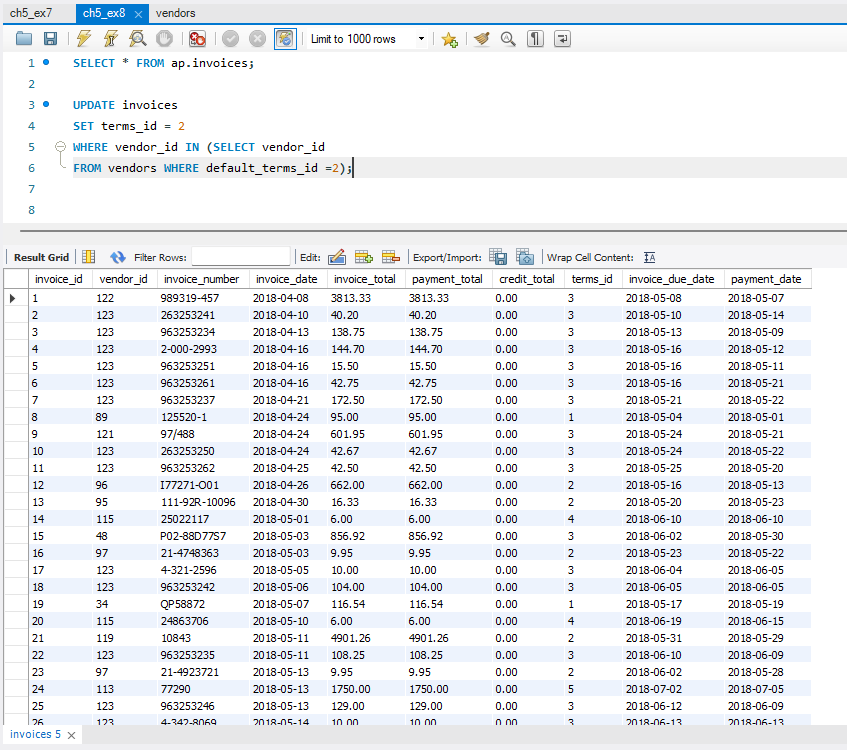 ch5_ex7 ch5_ex8 vendors
Limit to 1000 rows
1 SELECT * FROM ap.invoices;
2
3 UPDATE invoices
4 SET terms_id = 2
5 WHERE vendor_id IN (SELECT vendor_id
6 FROM vendors WHERE default_terms_id =2);
7
8
Result Grid Filter Rows: Edit: Export/Import: Wrap Cell Content: IA
invoice_id vendor_id invoice_number invoice_date invoice_total payment_total credit_total terms_id invoice_due_date payment_date
1 122 989319-457 2018-04-08 3813.33 3813.33 0.00 3 2018-05-08 2018-05-07
2 123 263253241 2018-04-10 40.20 40.20 0.00 3 2018-05-10 2018-05-14
3 123 963253234 2018-04-13 138.75 138.75 0.00 3 2018-05-13 2018-05-09
4 123 2-000-2993 2018-04-16 144.70 144.70 0.00 3 2018-05-16 2018-05-12
5 123 963253251 2018-04-16 15.50 15.50 0.00 3 2018-05-16 2018-05-11
6 123 963253261 2018-04-16 42.75 42.75 0.00 3 2018-05-16 2018-05-21
7 123 963253237 2018-04-21 172.50 172.50 0.00 3 2018-05-21 2018-05-22
8 89 125520-1 2018-04-24 95.00 95.00 0.00 1 2018-05-04 2018-05-01
9 121 97/488 2018-04-24 601.95 601.95 0.00 3 2018-05-24 2018-05-21
10 123 263253250 2018-04-24 42.67 42.67 0.00 3 2018-05-24 2018-05-22
11 123 963253262 2018-04-25 42.50 42.50 0.00 3 2018-05-25 2018-05-20
12 96 I77271-O01 2018-04-26 662.00 662.00 0.00 2 2018-05-16 2018-05-13
13 95 111-92R-10096 2018-04-30 16.33 16.33 0.00 2 2018-05-20 2018-05-23
14 115 25022117 2018-05-01 6.00 6.00 0.00 4 2018-06-10 2018-06-10
15 48 P02-88D77S7 2018-05-03 856.92 856.92 0.00 3 2018-06-02 2018-05-30
16 97 21-4748363 2018-05-03 9.95 9.95 0.00 2 2018-05-23 2018-05-22
17 123 4-321-2596 2018-05-05 10.00 10.00 0.00 3 2018-06-04 2018-06-05
18 123 963253242 2018-05-06 104.00 104.00 0.00 3 2018-06-05 2018-06-05
19 34 QP58872 2018-05-07 116.54 116.54 0.00 1 2018-05-17 2018-05-19
20 115 24863706 2018-05-10 6.00 6.00 0.00 4 2018-06-19 2018-06-15
21 119 10843 2018-05-11 4901.26 4901.26 0.00 2 2018-05-31 2018-05-29
22 123 963253235 2018-05-11 108.25 108.25 0.00 3 2018-06-10 2018-06-09
23 97 21-4923721 2018-05-13 9.95 9.95 0.00 2 2018-06-02 2018-05-28
24 113 77290 2018-05-13 1750.00 1750.00 0.00 5 2018-07-02 2018-07-05
25 123 963253246 2018-05-13 129.00 129.00 0.00 3 2018-06-12 2018-06-09
26 123 4-342-8069 2018-05-14 10.00 10.00 0.00 3 2018-06-13 2018-06-13
invoices 5